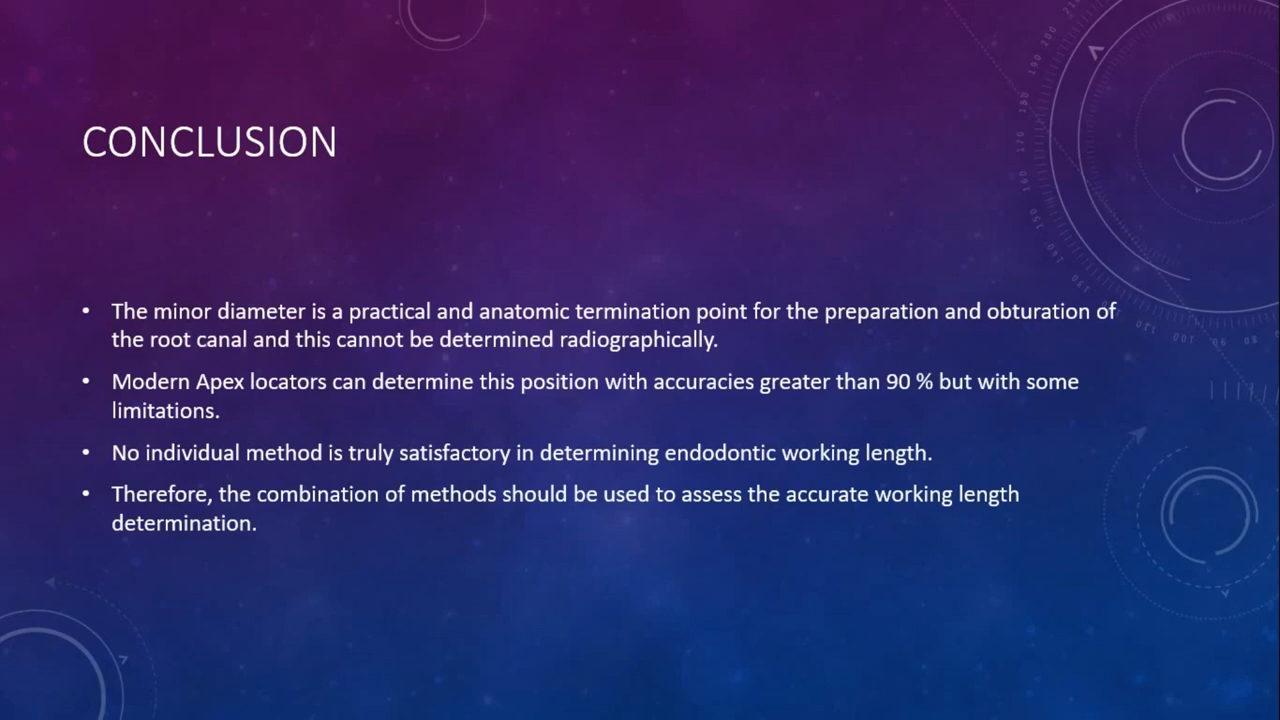 CONCLUSION
• The minor diameter is a practical and anatomic termination point for the preparation and obturation of
the root canal and this cannot be determined radiographically.
• Modern Apex locators can determine this position with accuracies greater than 90 % but with some
limitations.
• No individual method is truly satisfactory in determining endodontic working length.
• Therefore, the combination of methods should be used to assess the accurate working length
determination.